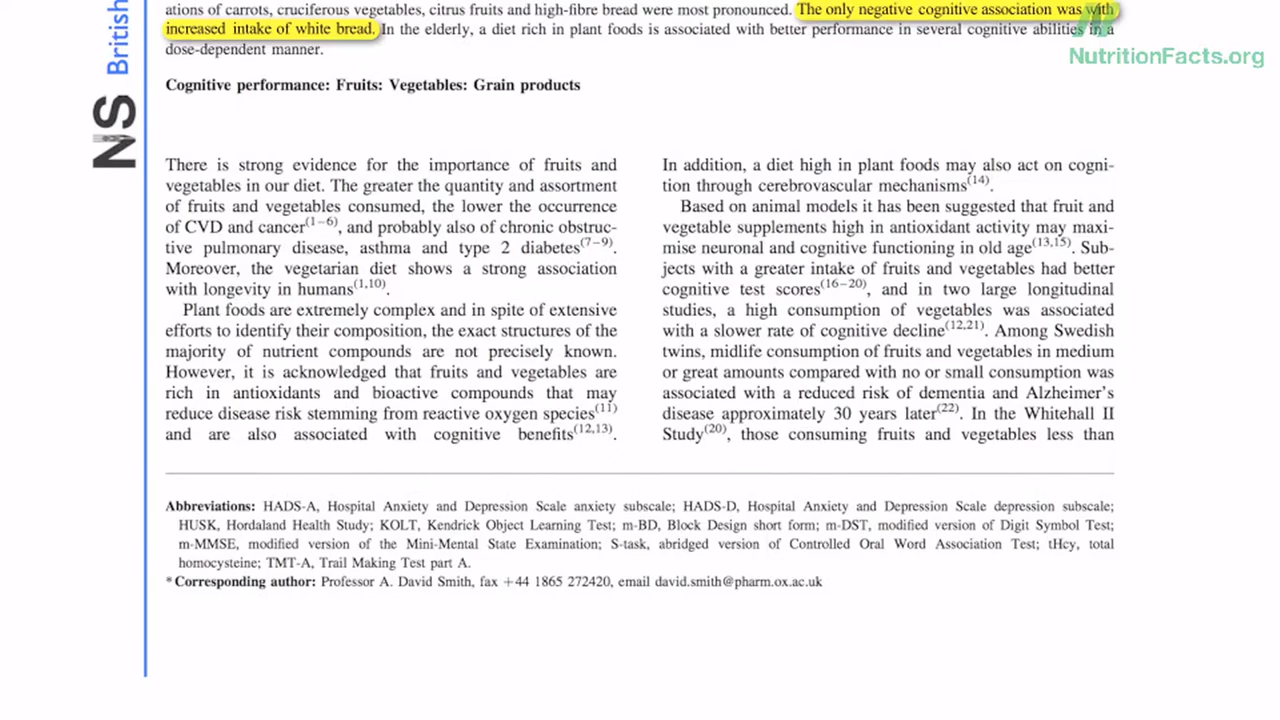 ations of carrots, cruciferous vegetables, citrus fruits and high-fibre bread were most pronounced. The only negative cognitive association was with
increased intake of white bread. In the elderly, a diet rich in plant foods is associated with better performance in several cognitive abilities in a
dose-dependent manner.
NutritionFacts.org
British
NS
Cognitive performance: Fruits: Vegetables: Grain products
There is strong evidence for the importance of fruits and
vegetables in our diet. The greater the quantity and assortment
of fruits and vegetables consumed, the lower the occurrence
of CVD and cancer(1–6), and probably also of chronic obstruc-
tive pulmonary disease, asthma and type 2 diabetes(7–9).
Moreover, the vegetarian diet shows a strong association
with longevity in humans(1,10).
Plant foods are extremely complex and in spite of extensive
efforts to identify their composition, the exact structures of the
majority of nutrient compounds are not precisely known.
However, it is acknowledged that fruits and vegetables are
rich in antioxidants and bioactive compounds that may
reduce disease risk stemming from reactive oxygen species(11)
and are also associated with cognitive benefits(12,13).
In addition, a diet high in plant foods may also act on cogni-
tion through cerebrovascular mechanisms(14).
Based on animal models it has been suggested that fruit and
vegetable supplements high in antioxidant activity may maxi-
mise neuronal and cognitive functioning in old age(13,15). Sub-
jects with a greater intake of fruits and vegetables had better
cognitive test scores(16–20), and in two large longitudinal
studies, a high consumption of vegetables was associated
with a slower rate of cognitive decline(12,21). Among Swedish
twins, midlife consumption of fruits and vegetables in medium
or great amounts compared with no or small consumption was
associated with a reduced risk of dementia and Alzheimer's
disease approximately 30 years later(22). In the Whitehall II
Study(20), those consuming fruits and vegetables less than
Abbreviations: HADS-A, Hospital Anxiety and Depression Scale anxiety subscale; HADS-D, Hospital Anxiety and Depression Scale depression subscale;
HUSK, Hordaland Health Study; KOLT, Kendrick Object Learning Test; m-BD, Block Design short form; m-DST, modified version of Digit Symbol Test;
m-MMSE, modified version of the Mini-Mental State Examination; S-task, abridged version of Controlled Oral Word Association Test; tHcy, total
homocysteine; TMT-A, Trail Making Test part A.
* Corresponding author: Professor A. David Smith, fax +44 1865 272420, email david.smith@pharm.ox.ac.uk